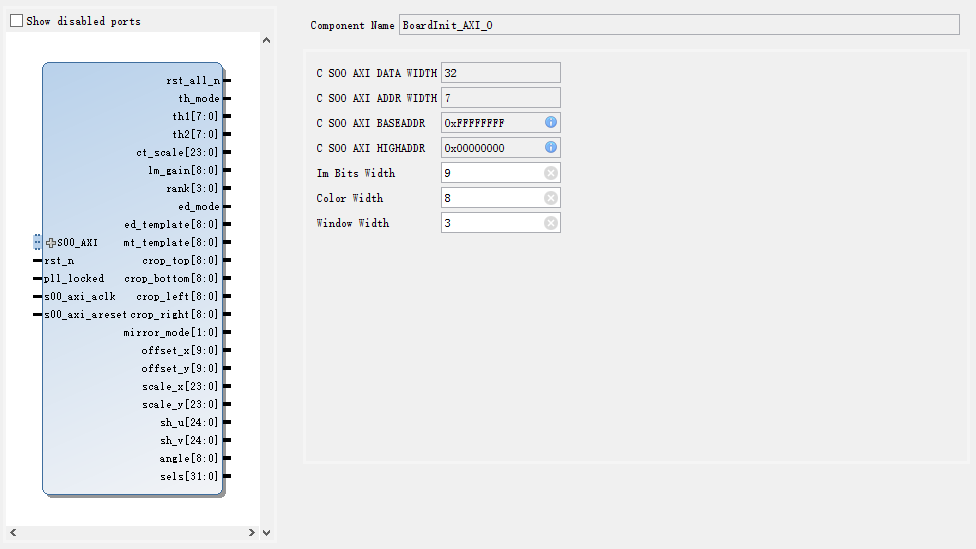 Show disabled ports
rst_all_n
th_mode
th1[7:0]
th2[7:0]
ct_scale[23:0]
lm_gain[8:0]
rank[3:0]
ed_mode
ed_template[8:0]
S00_AXI mt_template[8:0]
rst_n crop_top[8:0]
pll_locked crop_bottom[8:0]
s00_axi_aclk crop_left[8:0]
s00_axi_areset crop_right[8:0]
mirror_mode[1:0]
offset_x[9:0]
offset_y[9:0]
scale_x[23:0]
scale_y[23:0]
sh_u[24:0]
sh_v[24:0]
angle[8:0]
sels[31:0]
Component Name BoardInit_AXI_0
C S00 AXI DATA WIDTH 32
C S00 AXI ADDR WIDTH 7
C S00 AXI BASEADDR 0xFFFFFFFF
C S00 AXI HIGHADDR 0x00000000
Im Bits Width 9
Color Width 8
Window Width 3